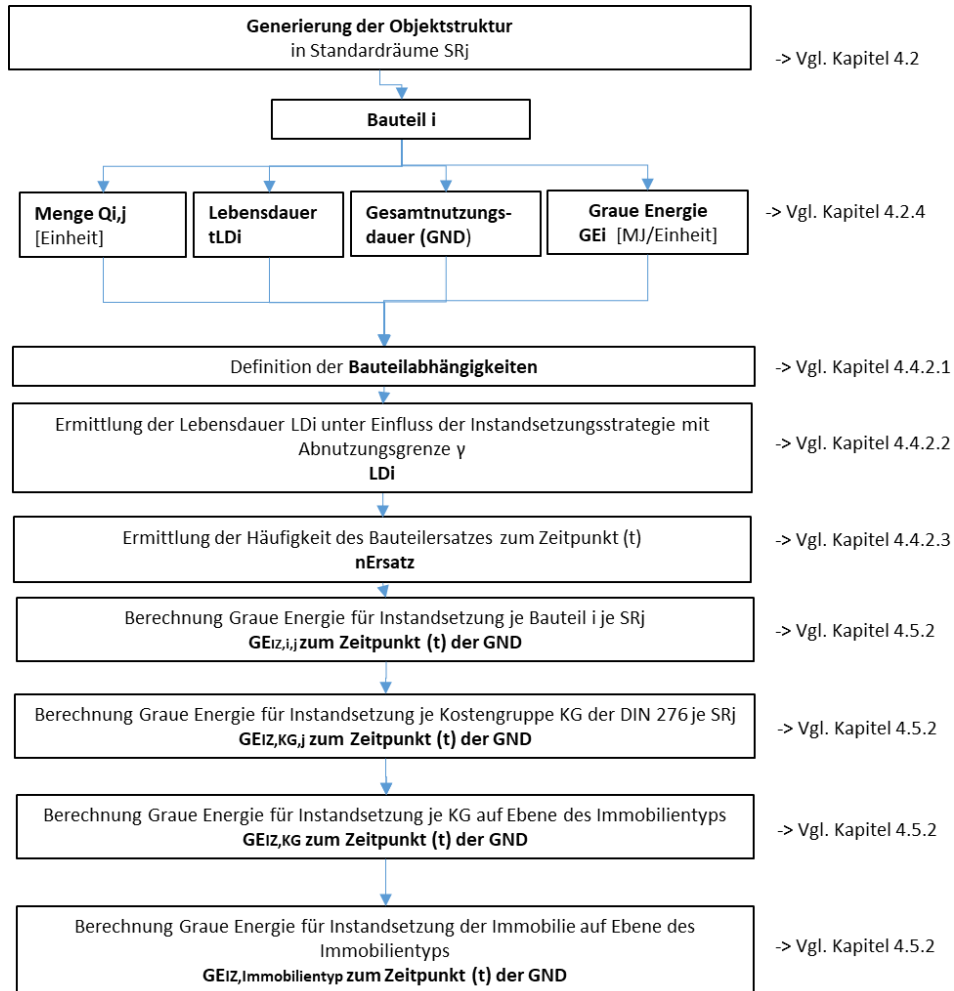 Generierung der Objektstruktur
in Standardräume SRj
-> Vgl. Kapitel 4.2
Bauteil i
Menge Qi,j
[Einheit]
Lebensdauer
tLDi
Gesamtnutzungs-
dauer (GND)
Graue Energie
GEi [MJ/Einheit]
-> Vgl. Kapitel 4.2.4
Definition der Bauteilabhängigkeiten
-> Vgl. Kapitel 4.4.2.1
Ermittlung der Lebensdauer LDi unter Einfluss der Instandsetzungsstrategie mit
Abnutzungsgrenze γ
LDi
-> Vgl. Kapitel 4.4.2.2
Ermittlung der Häufigkeit des Bauteilersatzes zum Zeitpunkt (t)
nErsatz
-> Vgl. Kapitel 4.4.2.3
Berechnung Graue Energie für Instandsetzung je Bauteil i je SRj
GEIZ,i,j zum Zeitpunkt (t) der GND
-> Vgl. Kapitel 4.5.2
Berechnung Graue Energie für Instandsetzung je Kostengruppe KG der DIN 276 je SRj
GEIZ,KG,j zum Zeitpunkt (t) der GND
-> Vgl. Kapitel 4.5.2
Berechnung Graue Energie für Instandsetzung je KG auf Ebene des Immobilientyps
GEIZ,KG zum Zeitpunkt (t) der GND
-> Vgl. Kapitel 4.5.2
Berechnung Graue Energie für Instandsetzung der Immobilie auf Ebene des
Immobilientyps
GEIZ,Immobilientyp zum Zeitpunkt (t) der GND
-> Vgl. Kapitel 4.5.2